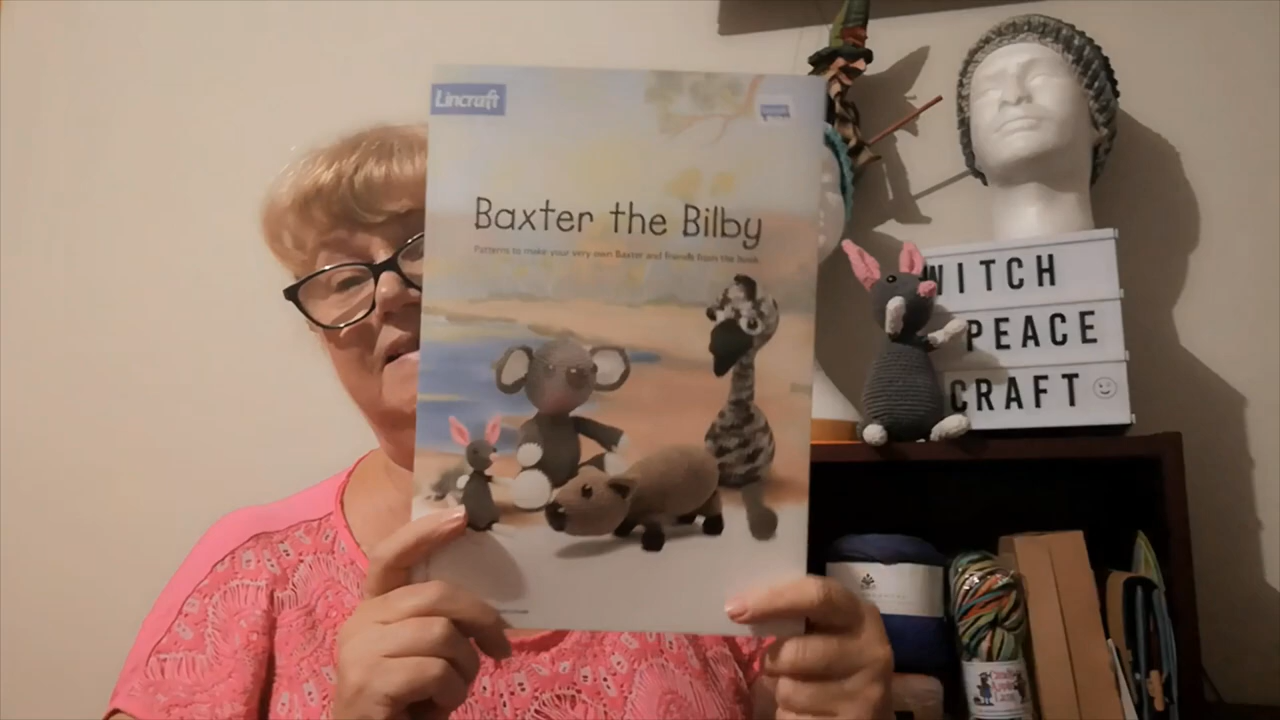 Lincraft
Baxter the Bilby
Patterns to make your very own Baxter and friends from the book
WITCH
PEACE
CRAFT